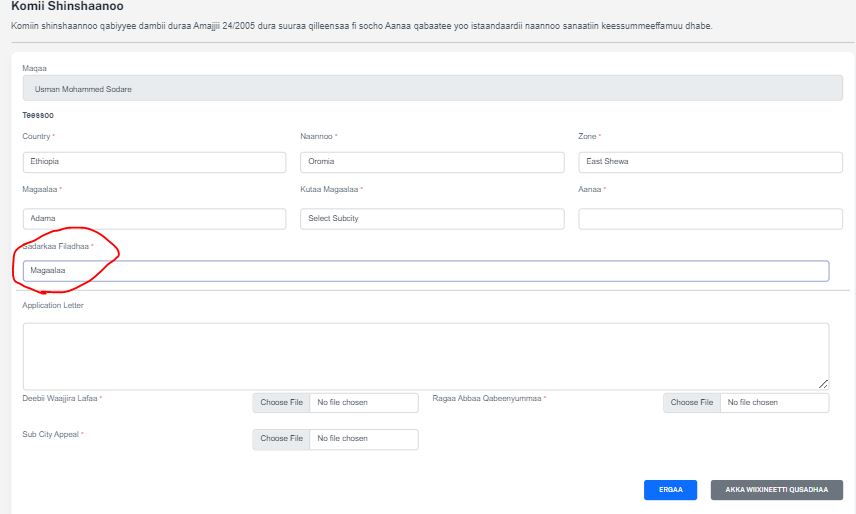 Komii Shinshaanoo
Komiin shinshaannoo qabiyyee dambii duraa Amajjii 24/2005 dura suuraa qilleensaa fi socho Aanaa qabaatee yoo istaandaardii naannoo sanaatiin keessummeeffamuu dhabe.
Maqaa
Usman Mohammed Sodare
Teessoo
Country * Naannoo * Zone *
Ethiopia Oromia East Shewa
Magaalaa * Kutaa Magaalaa * Aanaa *
Adama Select Subcity
Sadarkaa Filadhaa *
Magaalaa
Application Letter
Deebii Waajjira Lafaa * Choose File No file chosen Ragaa Abbaa Qabeenyummaa * Choose File No file chosen
Sub City Appeal * Choose File No file chosen
ERGAA AKKA WIIXINEETTI QUSADHAA